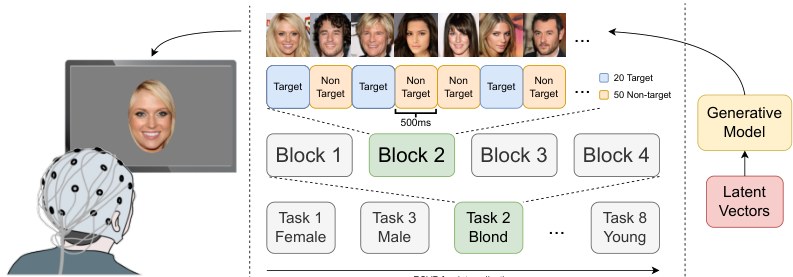 Target
Non
Target
Target
Non
Target
Non
Target
Target
Non
Target
...
20 Target
50 Non-target
500ms
Generative
Model
Block 1
Block 2
Block 3
Block 4
Latent
Vectors
Task 1
Female
Task 3
Male
Task 2
Blond
...
Task 8
Young